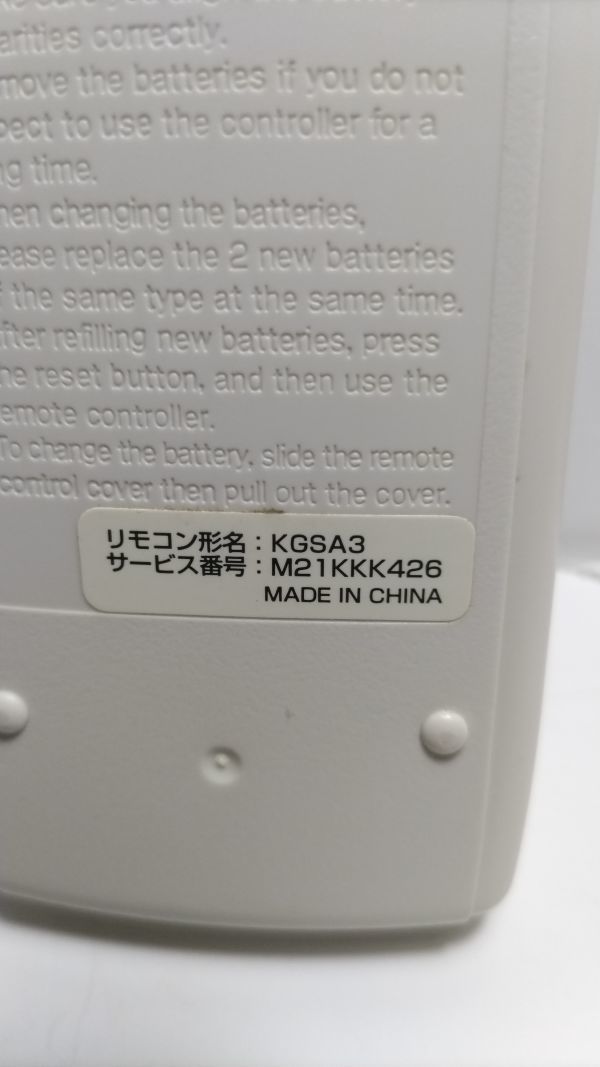 sure you
arities correctly.
move the batteries if you do not
pect to use the controller for a
ng time.
hen changing the batteries,
ease replace the 2 new batteries
f the same type at the same time.
fter refilling new batteries, press
he reset button, and then use the
emote controller.
To change the battery, slide the remote
control cover then pull out the cover.
リモコン形名：KGSA3
サービス番号：M21KKK426
MADE IN CHINA